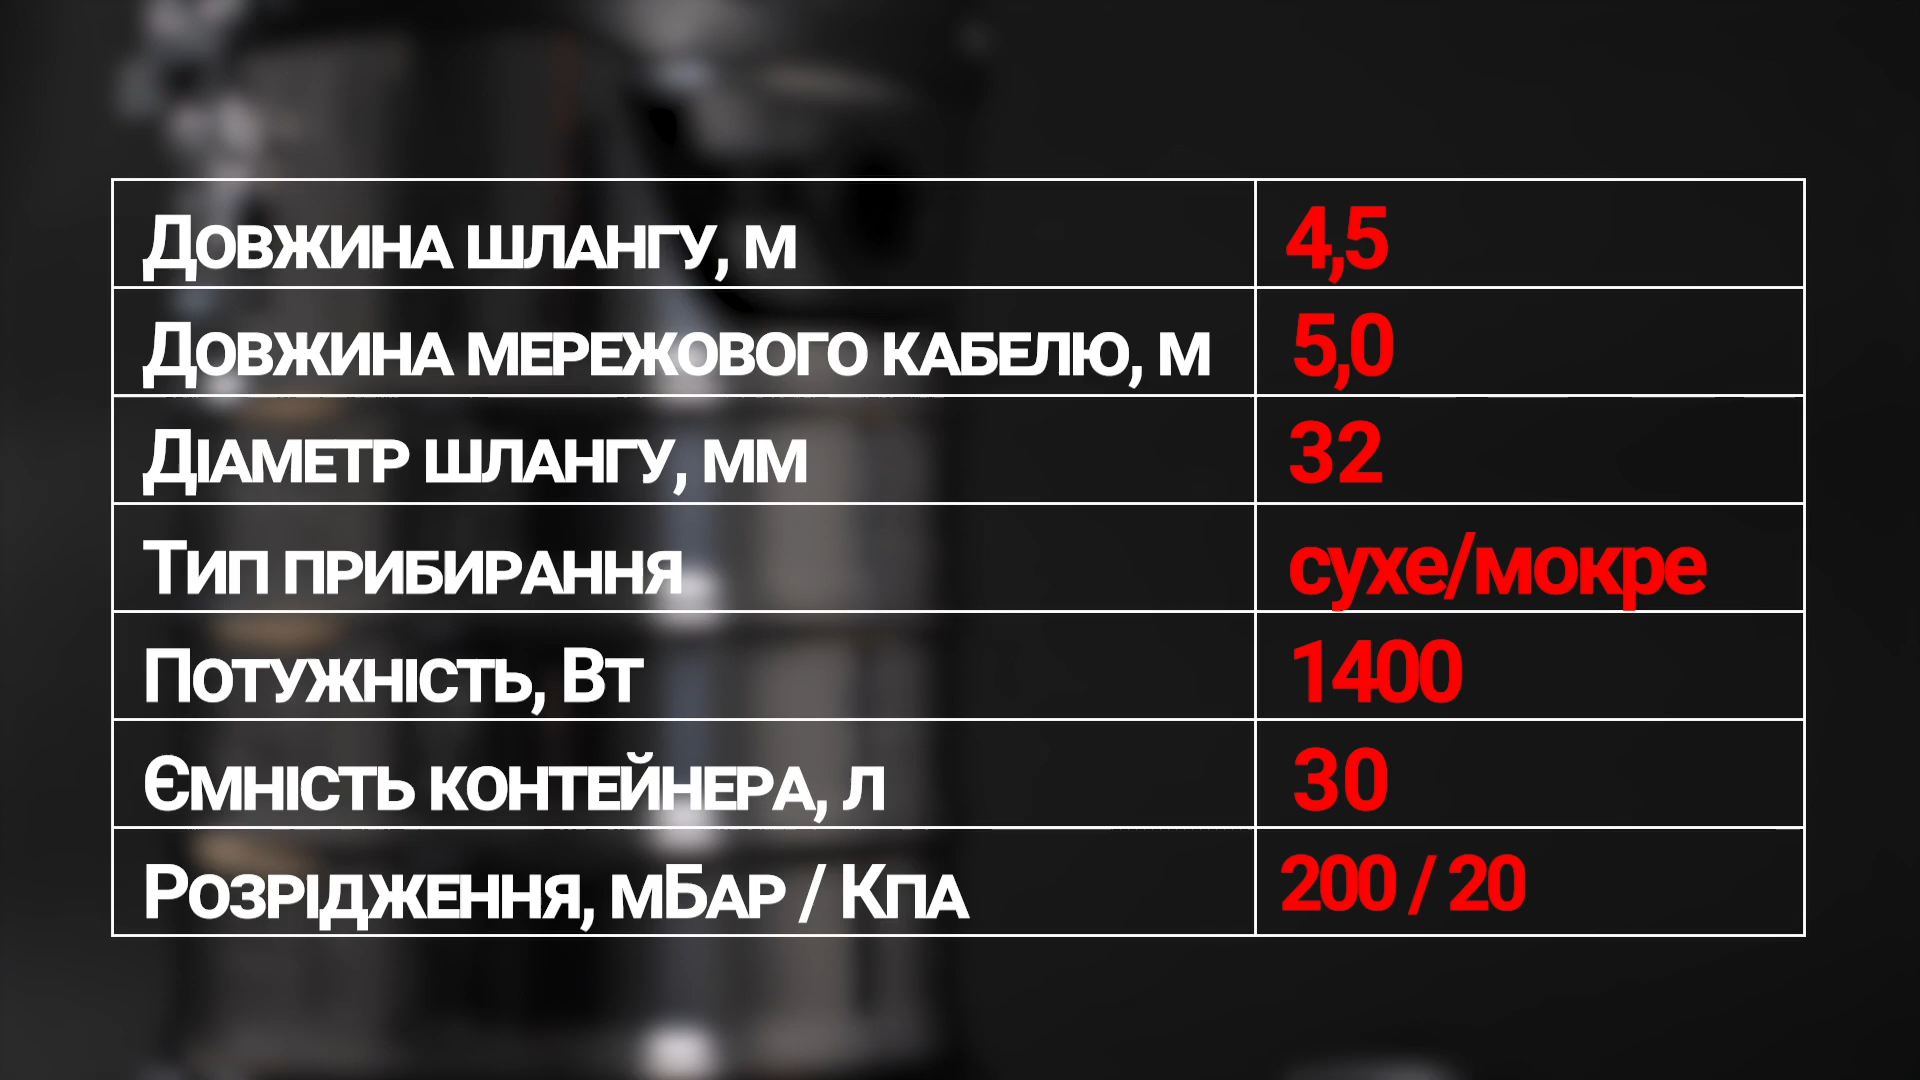 Довжина шлангу, м 4,5
Довжина мережового кабелю, м 5,0
Діаметр шлангу, мм 32
Тип прибирання сухе/мокре
Потужність, Вт 1400
Ємність контейнера, л 30
Розрідження, мБар / Кпа 200 / 20